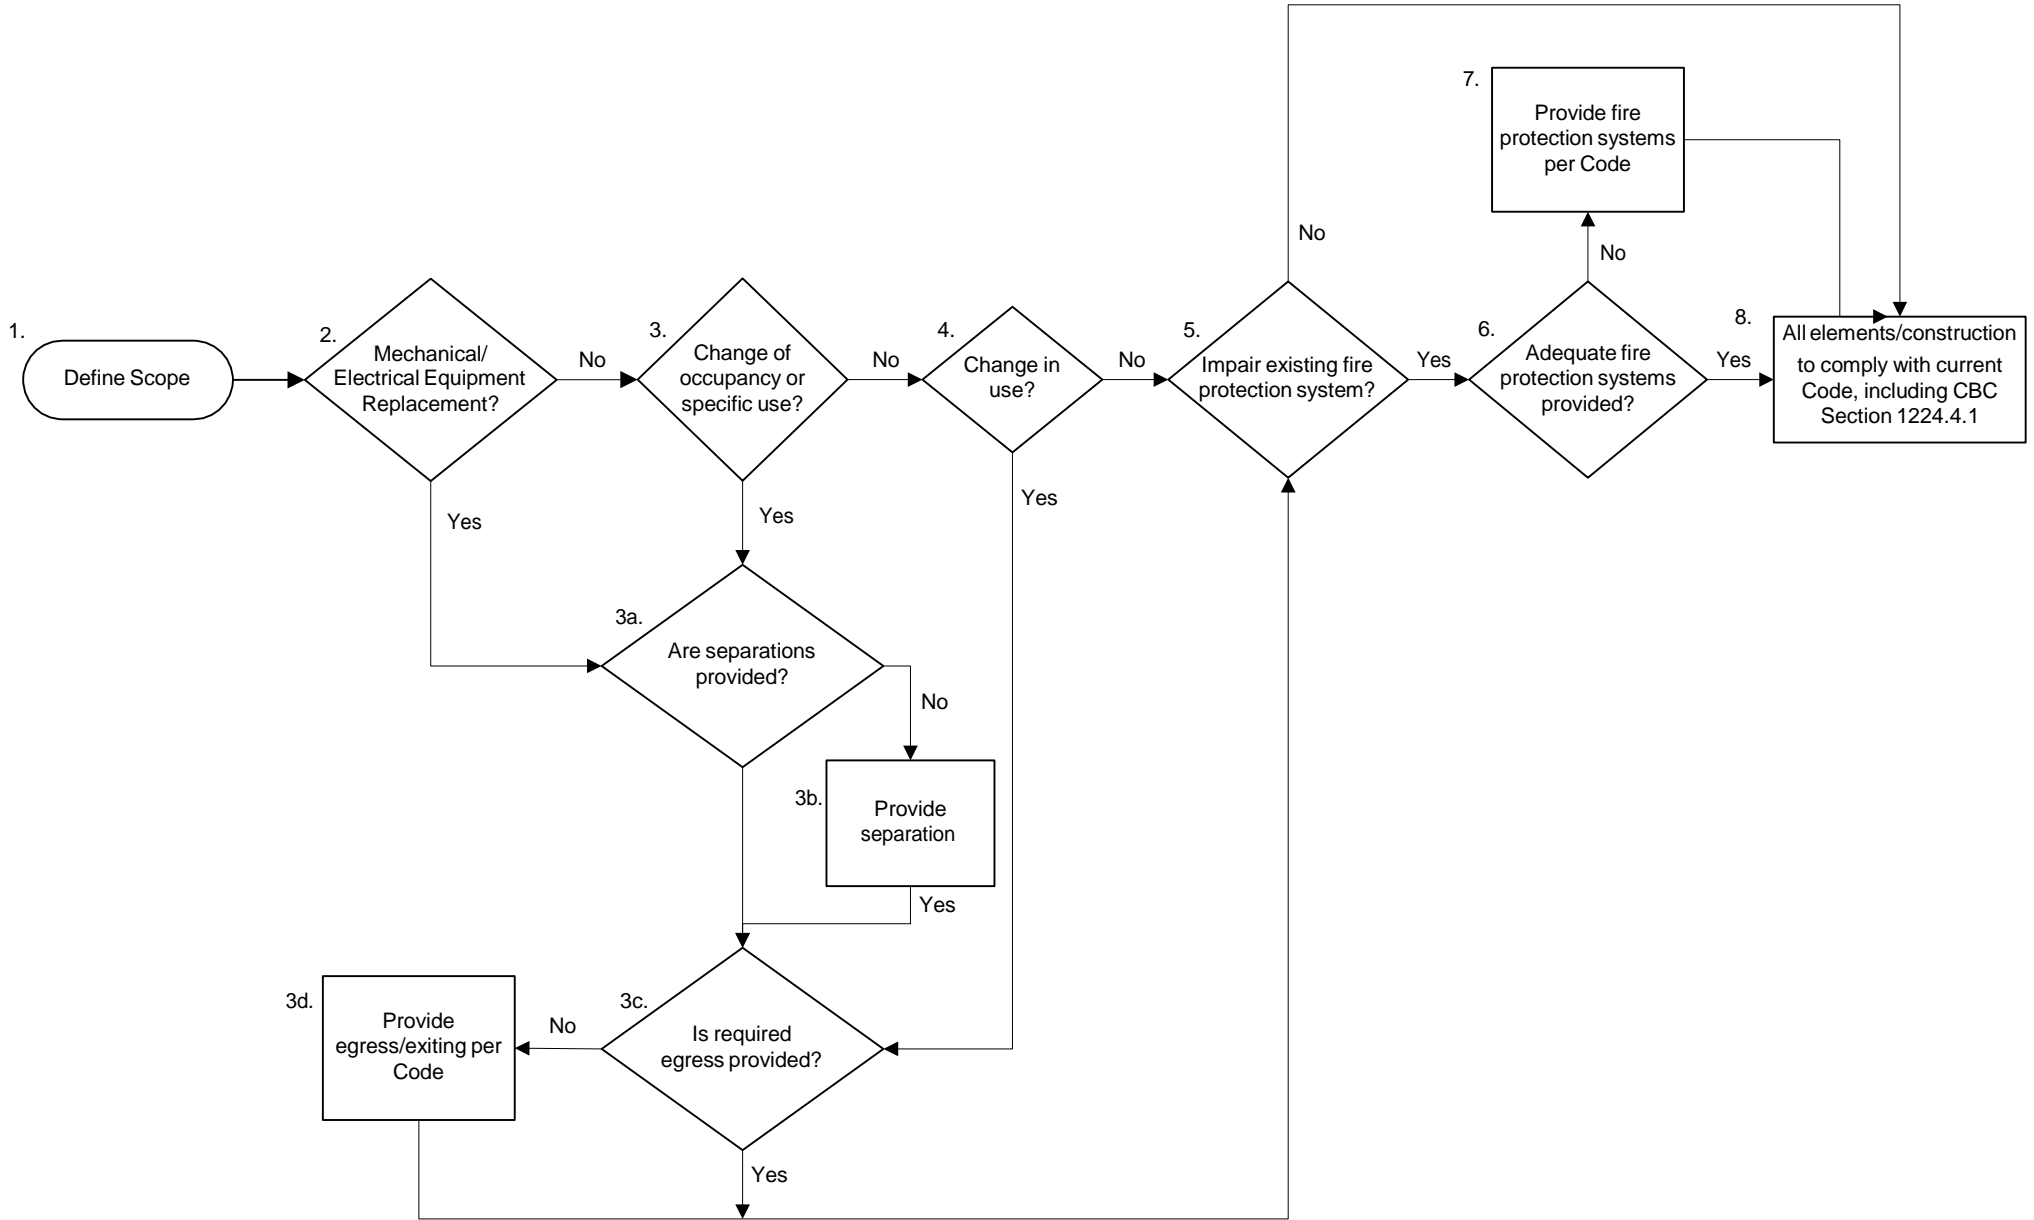 1.
Define Scope
2.
Mechanical/
Electrical Equipment
Replacement?
No
Yes
3.
Change of
occupancy or
specific use?
No
Yes
4.
Change in
use?
No
Yes
5.
Impair existing fire
protection system?
No
Yes
6.
Adequate fire
protection systems
provided?
No
Yes
7.
Provide fire
protection systems
per Code
8.
All elements/construction
to comply with current
Code, including CBC
Section 1224.4.1
3a.
Are separations
provided?
No
3b.
Provide
separation
Yes
3c.
Is required
egress provided?
No
Yes
3d.
Provide
egress/exiting per
Code